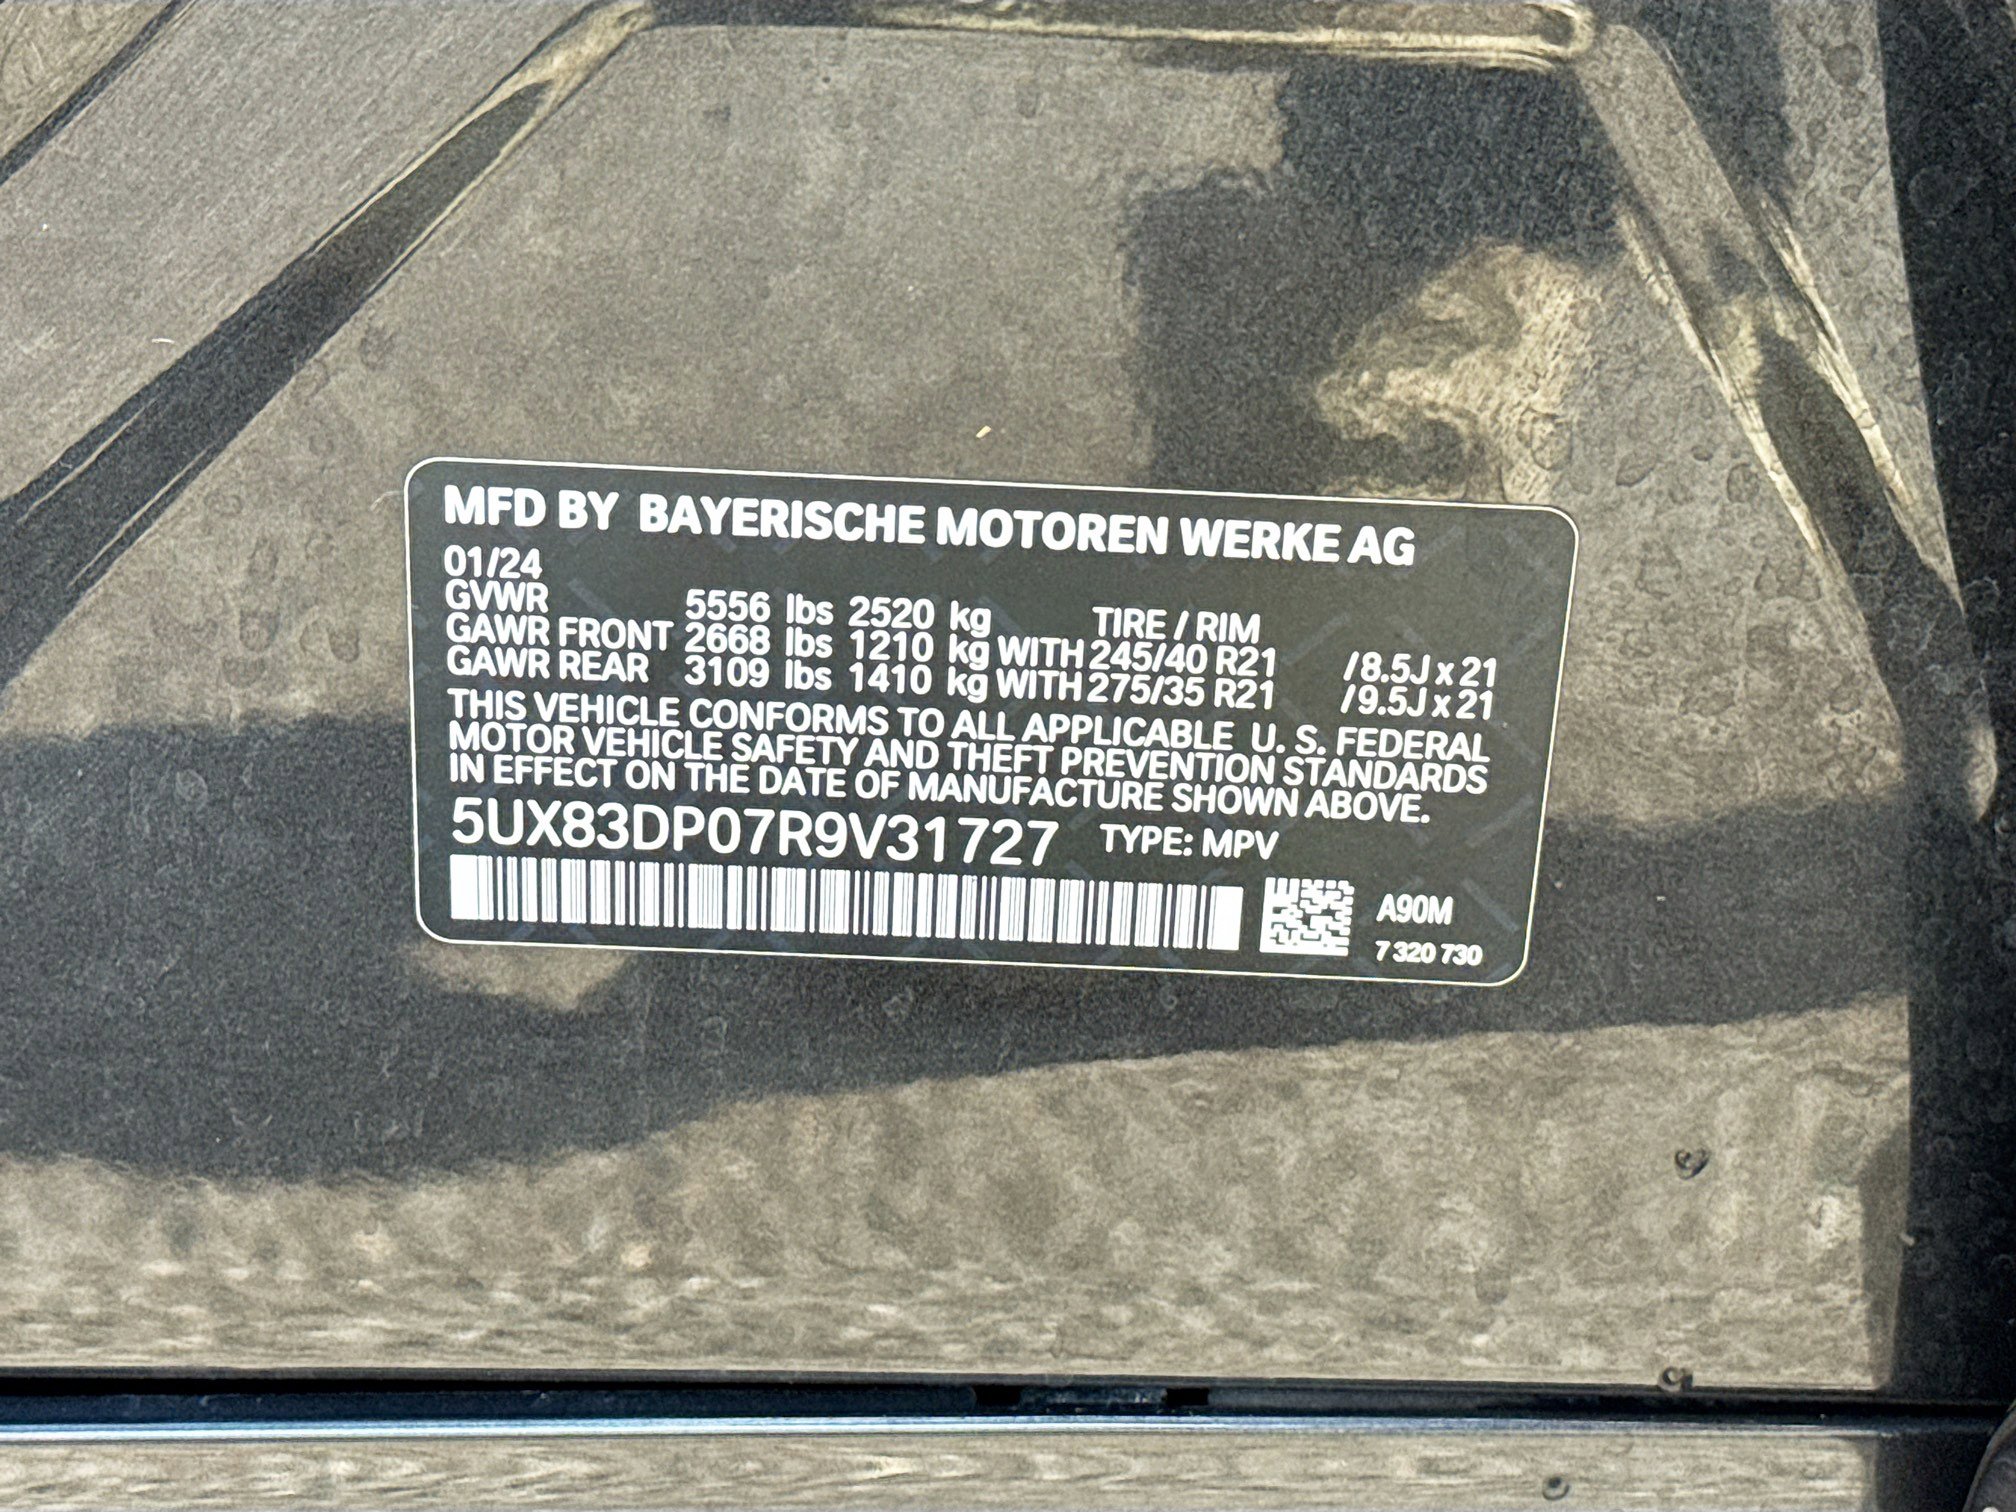 MFD BY BAYERISCHE MOTOREN WERKE AG
01/24
GVWR 5556 lbs 2520 kg TIRE / RIM
GAWR FRONT 2668 lbs 1210 kg WITH 245/40 R21 /8.5J x 21
GAWR REAR 3109 lbs 1410 kg WITH 275/35 R21 /9.5J x 21
THIS VEHICLE CONFORMS TO ALL APPLICABLE U. S. FEDERAL
MOTOR VEHICLE SAFETY AND THEFT PREVENTION STANDARDS
IN EFFECT ON THE DATE OF MANUFACTURE SHOWN ABOVE.
5UX83DP07R9V31727 TYPE: MPV
A90M
7 320 730